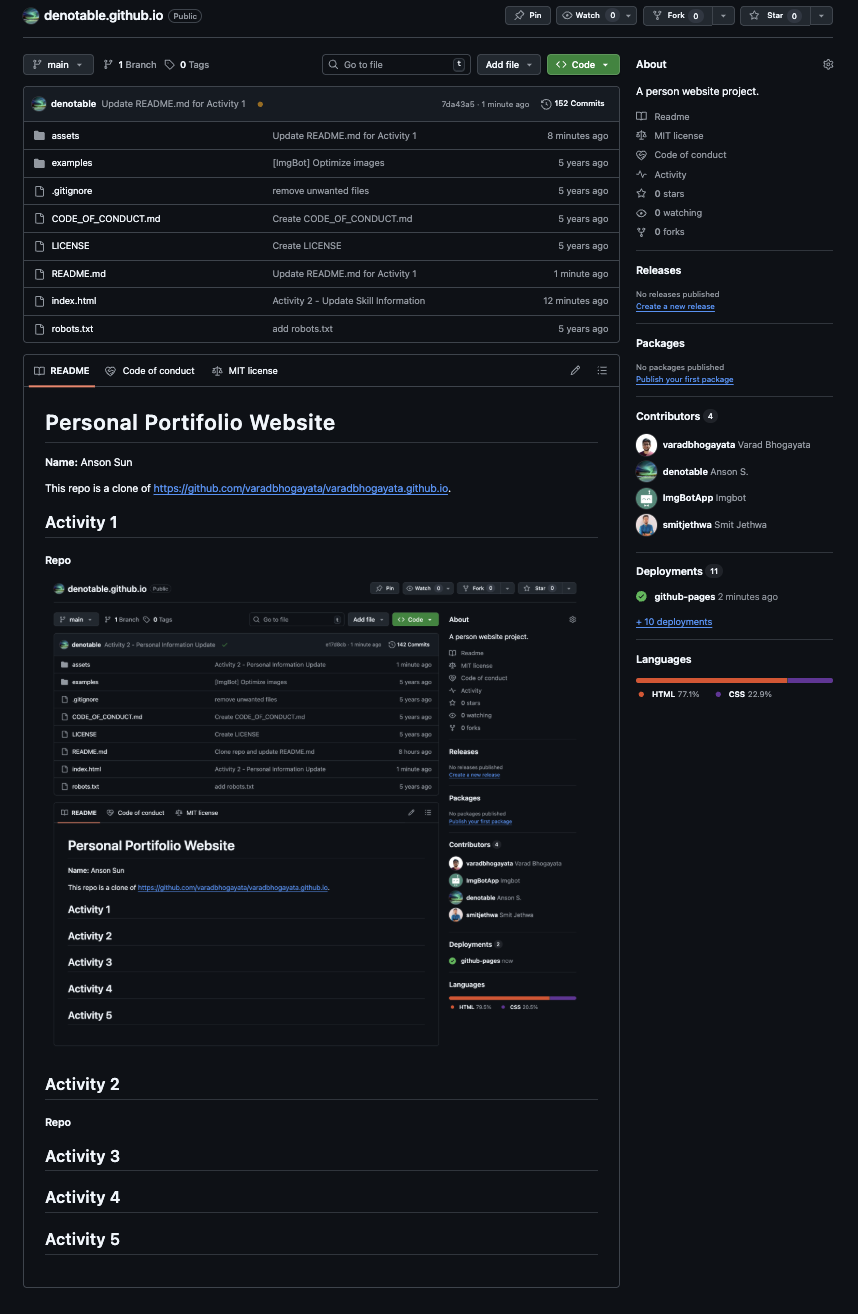 denotable.github.io Public Pin Watch 0 Fork 0 Star 0
main 1 Branch 0 Tags Go to file t Add file Code
denotable Update README.md for Activity 1 7da43a5 · 1 minute ago 152 Commits
assets Update README.md for Activity 1 8 minutes ago
examples [ImgBot] Optimize images 5 years ago
.gitignore remove unwanted files 5 years ago
CODE_OF_CONDUCT.md Create CODE_OF_CONDUCT.md 5 years ago
LICENSE Create LICENSE 5 years ago
README.md Update README.md for Activity 1 1 minute ago
index.html Activity 2 - Update Skill Information 12 minutes ago
robots.txt add robots.txt 5 years ago
README Code of conduct MIT license
Personal Portifolio Website
Name: Anson Sun
This repo is a clone of https://github.com/varadbhogayata/varadbhogayata.github.io.
Activity 1
Repo
denotable.github.io Public Pin Watch 0 Fork 0 Star 0
main 1 Branch 0 Tags Go to file t Add file Code
denotable Activity 2 - Personal Information Update · 1 minute ago 142 Commits
assets Activity 2 - Personal Information Update 1 minute ago
examples [ImgBot] Optimize images 5 years ago
.gitignore remove unwanted files 5 years ago
CODE_OF_CONDUCT.md Create CODE_OF_CONDUCT.md 5 years ago
LICENSE Create LICENSE 5 years ago
README.md Clone repo and update README.md 8 hours ago
index.html Activity 2 - Personal Information Update 1 minute ago
robots.txt add robots.txt 5 years ago
README Code of conduct MIT license
Personal Portifolio Website
Name: Anson Sun
This repo is a clone of https://github.com/varadbhogayata/varadbhogayata.github.io.
Activity 1
Activity 2
Activity 3
Activity 4
Activity 5
About
A person website project.
Readme
MIT license
Code of conduct
Activity
0 stars
0 watching
0 forks
Releases
No releases published
Create a new release
Packages
No packages published
Publish your first package
Contributors 4
varadbhogayata Varad Bhogayata
ImgBotApp Imgbot
denotable Anson S.
smitjethwa Smit Jethwa
Deployments 2
github-pages now
Languages
HTML 79.5% CSS 20.5%
Activity 2
Repo
Activity 3
Activity 4
Activity 5
About
A person website project.
Readme
MIT license
Code of conduct
Activity
0 stars
0 watching
0 forks
Releases
No releases published
Create a new release
Packages
No packages published
Publish your first package
Contributors 4
varadbhogayata Varad Bhogayata
denotable Anson S.
ImgBotApp Imgbot
smitjethwa Smit Jethwa
Deployments 11
github-pages 2 minutes ago
+ 10 deployments
Languages
HTML 77.1% CSS 22.9%